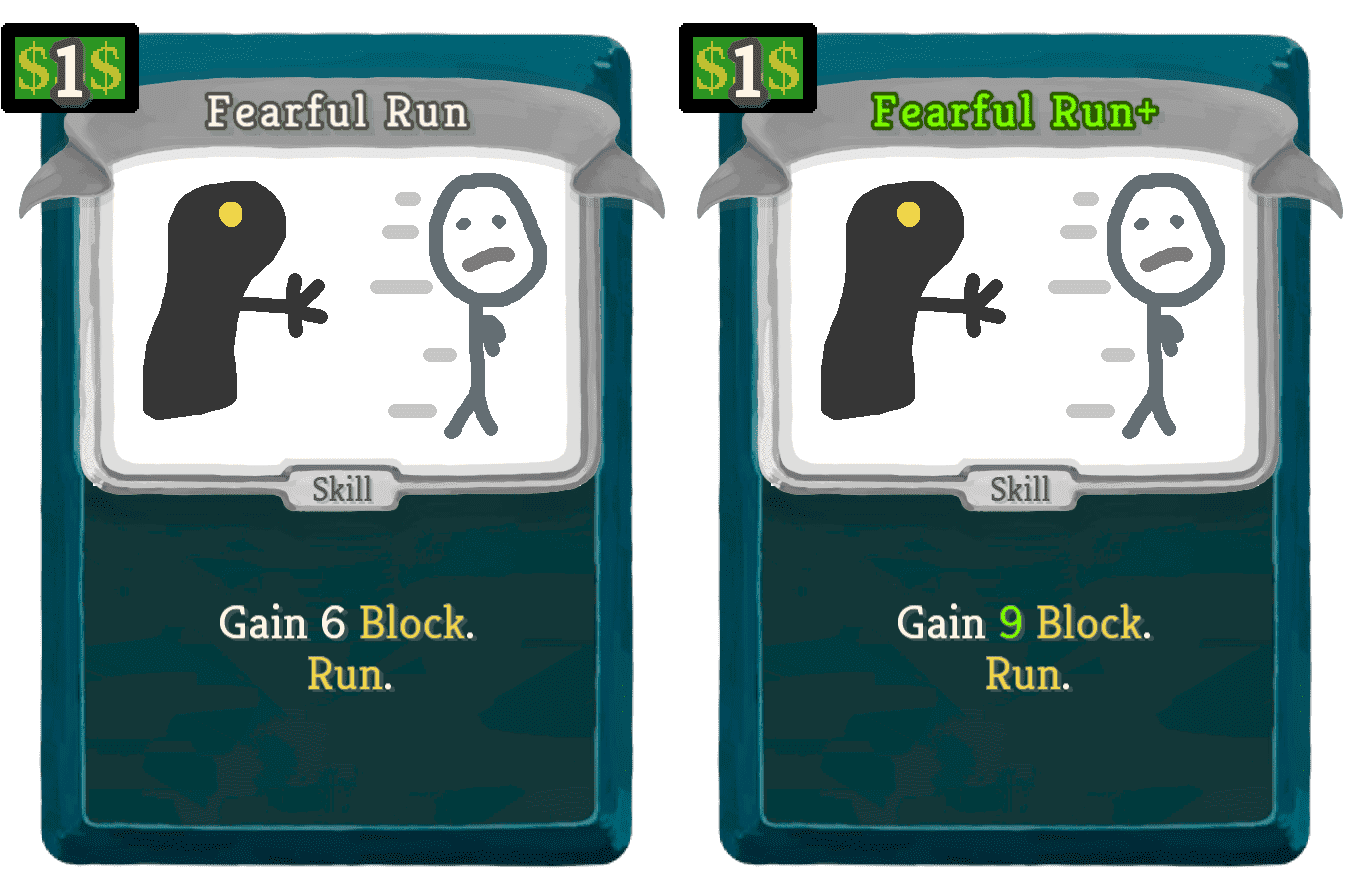 $1$
Fearful Run
Skill
Gain 6 Block.
Run.
$1$
Fearful Run+
Skill
Gain 9 Block.
Run.